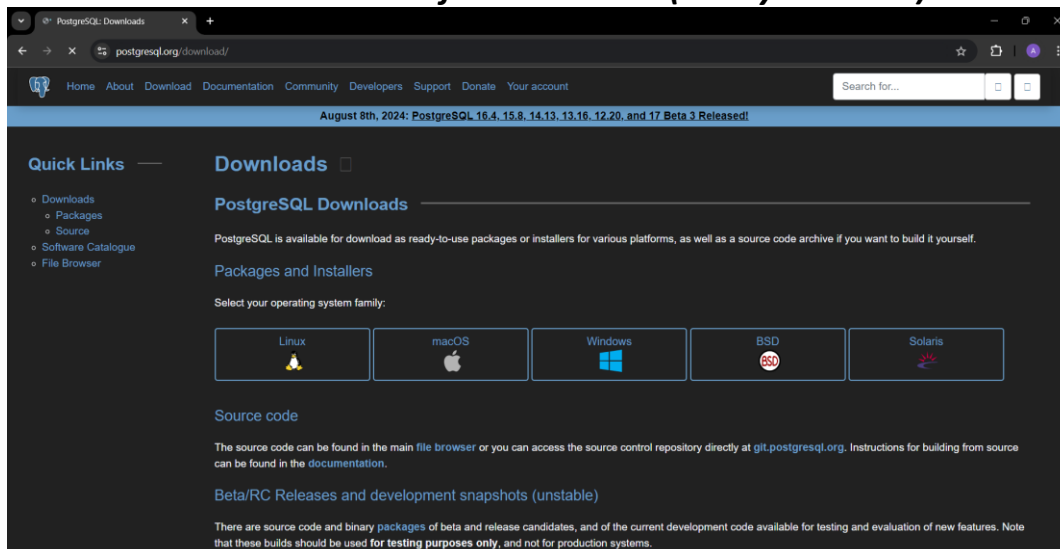 PostgreSQL: Downloads
postgresql.org/download/
A
Home About Download Documentation Community Developers Support Donate Your account
Search for...
August 8th, 2024: PostgreSQL 16.4, 15.8, 14.13, 13.16, 12.20, and 17 Beta 3 Released!
Quick Links
Downloads
Packages
Source
Software Catalogue
File Browser
Downloads
PostgreSQL Downloads
PostgreSQL is available for download as ready-to-use packages or installers for various platforms, as well as a source code archive if you want to build it yourself.
Packages and Installers
Select your operating system family:
Linux
macOS
Windows
BSD
Solaris
BSD
Source code
The source code can be found in the main file browser or you can access the source control repository directly at git.postgresql.org. Instructions for building from source
can be found in the documentation.
Beta/RC Releases and development snapshots (unstable)
There are source code and binary packages of beta and release candidates, and of the current development code available for testing and evaluation of new features. Note
that these builds should be used for testing purposes only, and not for production systems.